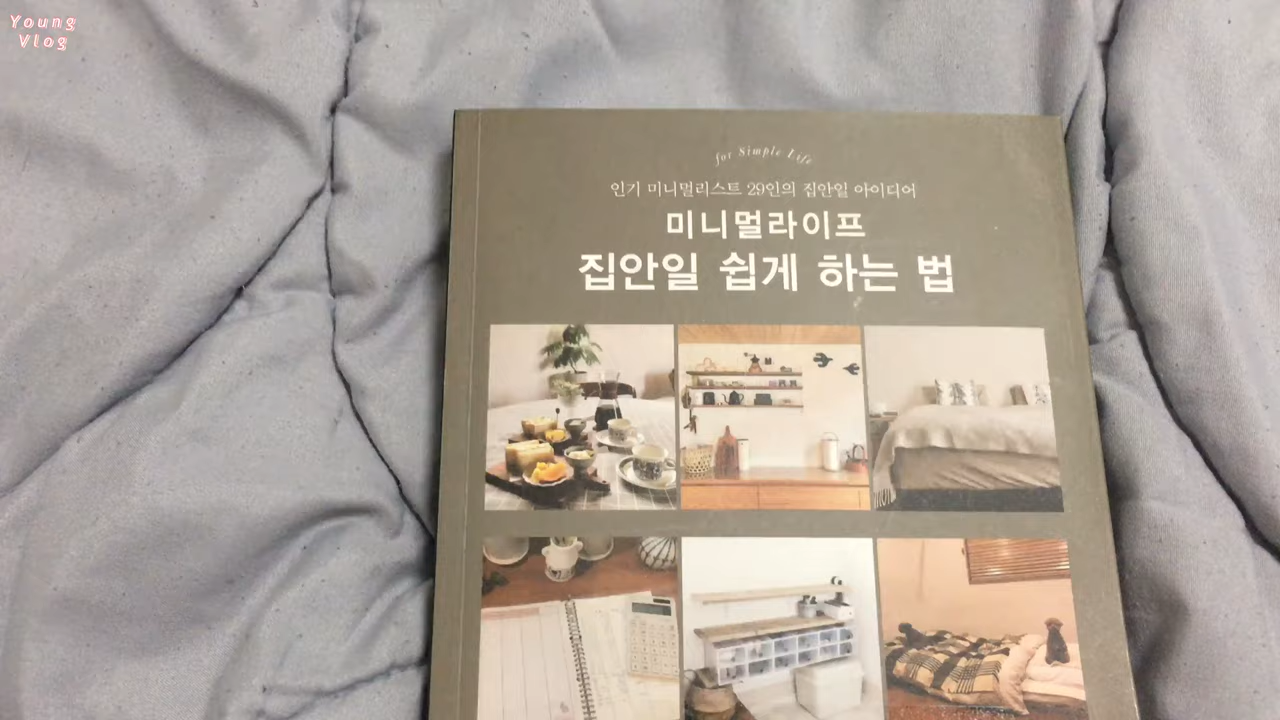 Young
Vlog
for Simple Life
인기 미니멀리스트 29인의 집안일 아이디어
미니멀라이프
집안일 쉽게 하는 법